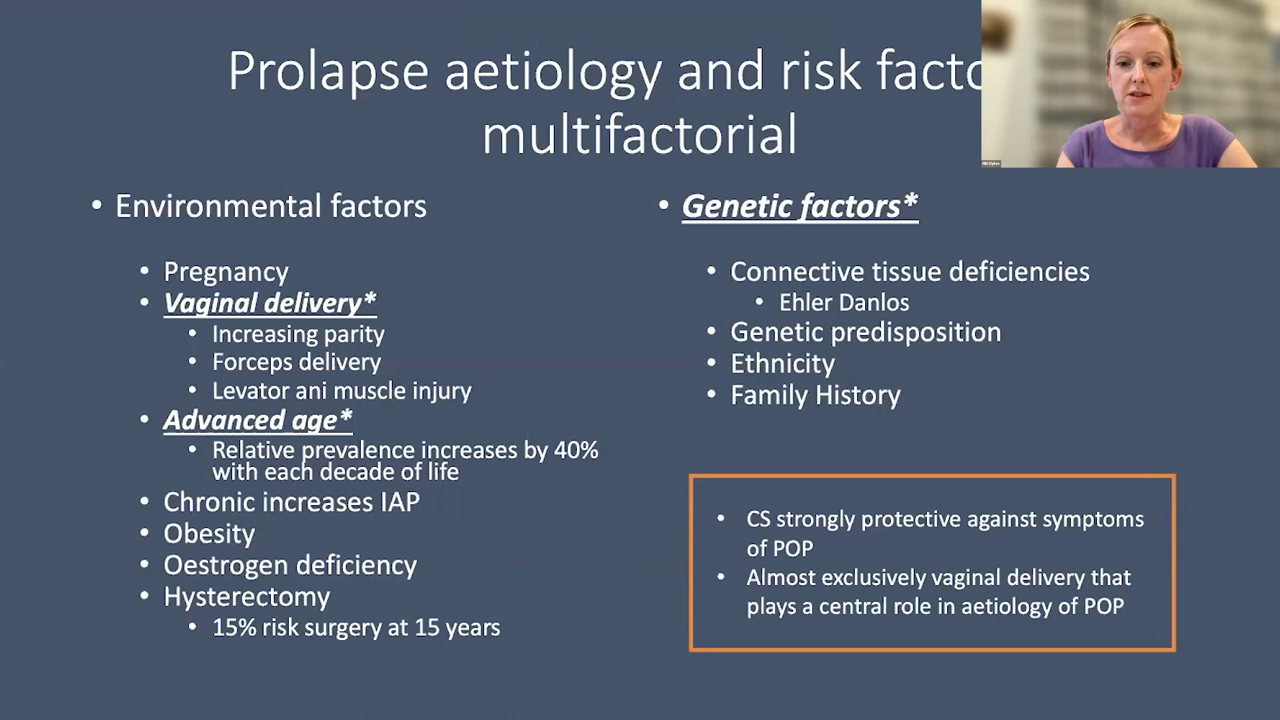 Prolapse aetiology and risk facto
multifactorial
• Environmental factors
• Pregnancy
• Vaginal delivery*
• Increasing parity
• Forceps delivery
• Levator ani muscle injury
• Advanced age*
• Relative prevalence increases by 40%
with each decade of life
• Chronic increases IAP
• Obesity
• Oestrogen deficiency
• Hysterectomy
• 15% risk surgery at 15 years
• Genetic factors*
• Connective tissue deficiencies
• Ehler Danlos
• Genetic predisposition
• Ethnicity
• Family History
• CS strongly protective against symptoms
of POP
• Almost exclusively vaginal delivery that
plays a central role in aetiology of POP